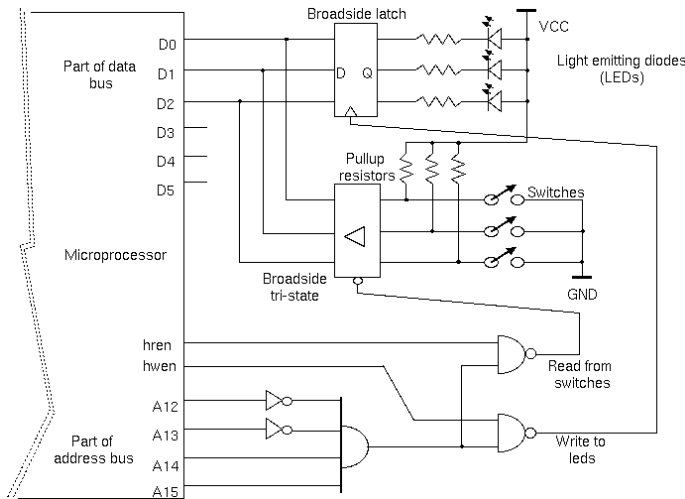 Broadside latch
VCC
D0
Part of data
bus
D1
D
Q
Light emitting diodes
(LEDs)
D2
D3
D4
D5
Pullup
resistors
Switches
Microprocessor
Broadside
tri-state
GND
hren
hwen
Read from
switches
A12
A13
Part of
address bus
A14
A15
Write to
leds